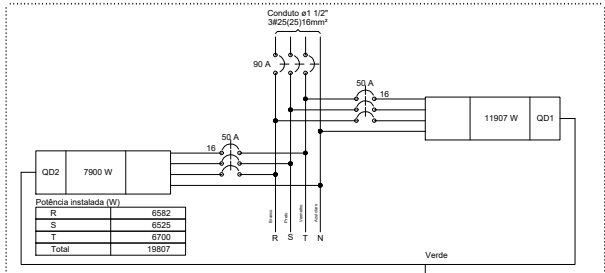 Conduto ø1 1/2"
3#25(25)16mm²
90 A
50 A
16
11907 W QD1
50 A
16
QD2 7900 W
Potência instalada (W)
R 6582
S 6525
T 6700
Total 19807
Branco
Preto
Vermelho
Azul claro
R S T N
Verde